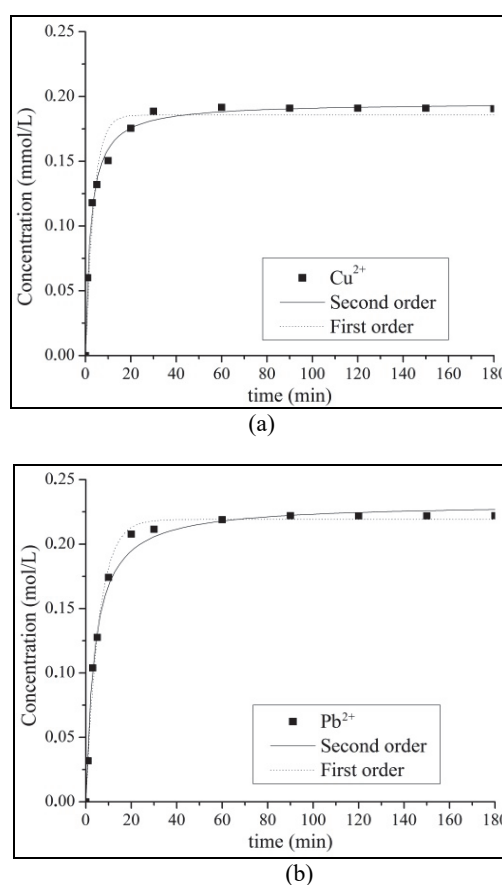 0.25
0.20
0.15
0.10
0.05
0.00
Concentration (mmol/L)
Cu²⁺
Second order
First order
0 20 40 60 80 100 120 140 160 180
time (min)
(a)
0.25
0.20
0.15
0.10
0.05
0.00
Concentration (mol/L)
Pb²⁺
Second order
First order
0 20 40 60 80 100 120 140 160 180
time (min)
(b)